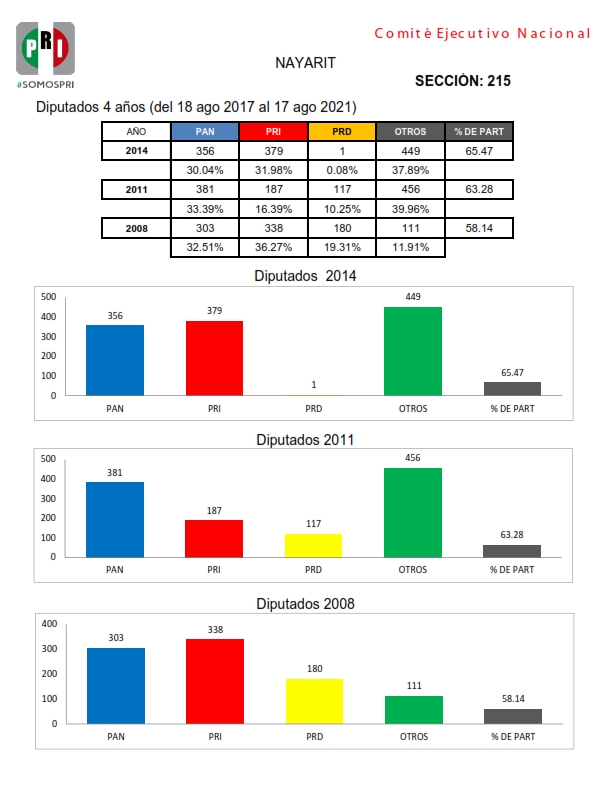 Comité Ejecutivo Nacional
PRI
#SOMOSPRI
NAYARIT
SECCIÓN: 215
Diputados 4 años (del 18 ago 2017 al 17 ago 2021)
AÑO PAN PRI PRD OTROS % DE PART
2014 356 379 1 449 65.47
30.04% 31.98% 0.08% 37.89%
2011 381 187 117 456 63.28
33.39% 16.39% 10.25% 39.96%
2008 303 338 180 111 58.14
32.51% 36.27% 19.31% 11.91%
Diputados 2014
500
400
300
200
100
0
356 379 1 449 65.47
PAN PRI PRD OTROS % DE PART
Diputados 2011
500
400
300
200
100
0
381 187 117 456 63.28
PAN PRI PRD OTROS % DE PART
Diputados 2008
400
300
200
100
0
303 338 180 111 58.14
PAN PRI PRD OTROS % DE PART